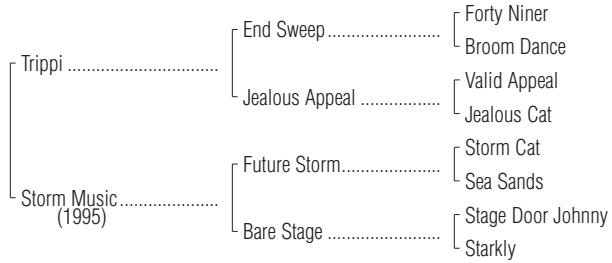 Forty Niner
End Sweep
Broom Dance
Trippi
Valid Appeal
Jealous Appeal
Jealous Cat
Storm Cat
Future Storm
Sea Sands
Storm Music
(1995)
Stage Door Johnny
Bare Stage
Starkly